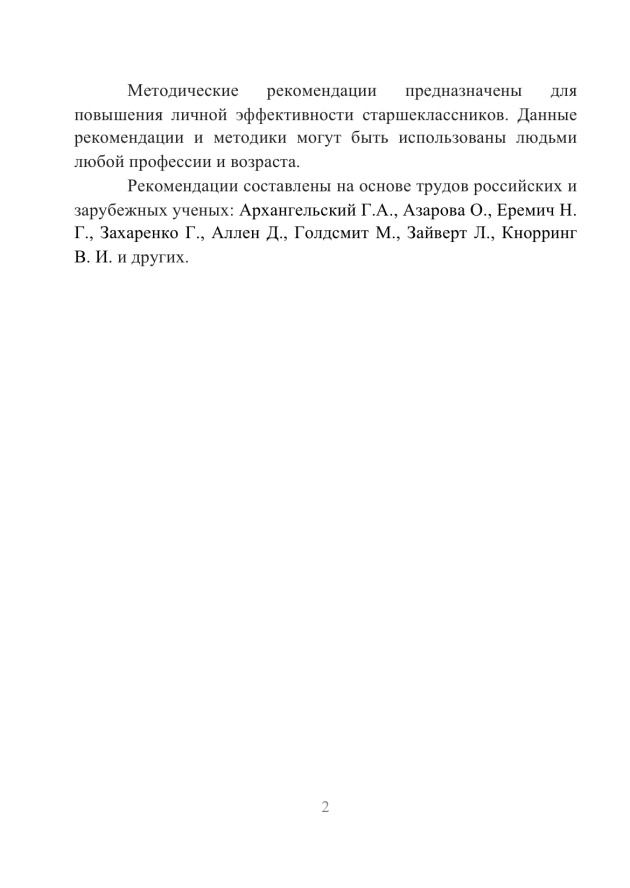 Методические рекомендации предназначены для
повышения личной эффективности старшеклассников. Данные
рекомендации и методики могут быть использованы людьми
любой профессии и возраста.
Рекомендации составлены на основе трудов российских и
зарубежных ученых: Архангельский Г.А., Азарова О., Еремич Н.
Г., Захаренко Г., Аллен Д., Голдсмит М., Зайверт Л., Кнорринг
В. И. и других.
2